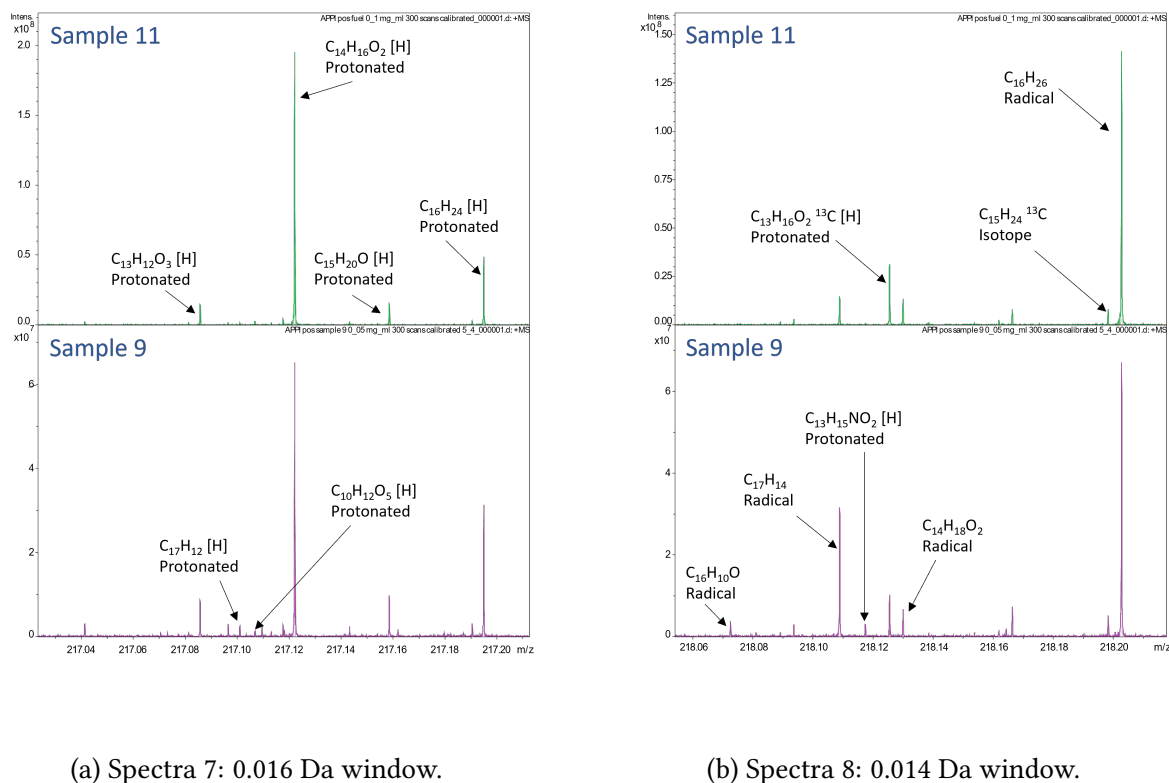 Intens.
x10⁸
APPI pos fuel 0_1 mg_ml 300 scans calibrated_000001.d: +MS
Sample 11
C₁₄H₁₆O₂ [H]
Protonated
C₁₆H₂₄ [H]
Protonated
C₁₃H₁₂O₃ [H]
Protonated
C₁₅H₂₀O [H]
Protonated
2.0
1.5
1.0
0.5
0.0
7
x10
APPI pos sample 9 0_05 mg_ml 300 scans calibrated 5_4_000001.d: +MS
Sample 9
C₁₀H₁₂O₅ [H]
Protonated
C₁₇H₁₂ [H]
Protonated
6
4
2
0
217.04 217.06 217.08 217.10 217.12 217.14 217.16 217.18 217.20 m/z
Intens.
x10⁸
APPI pos fuel 0_1 mg_ml 300 scans calibrated_000001.d: +MS
Sample 11
C₁₆H₂₆
Radical
C₁₃H₁₆O₂ ¹³C [H]
Protonated
C₁₅H₂₄ ¹³C
Isotope
1.50
1.25
1.00
0.75
0.50
0.25
0.00
7
x10
APPI pos sample 9 0_05 mg_ml 300 scans calibrated 5_4_000001.d: +MS
Sample 9
C₁₃H₁₅NO₂ [H]
Protonated
C₁₇H₁₄
Radical
C₁₄H₁₈O₂
Radical
C₁₆H₁₀O
Radical
6
4
2
0
218.06 218.08 218.10 218.12 218.14 218.16 218.18 218.20 m/z
(a) Spectra 7: 0.016 Da window.
(b) Spectra 8: 0.014 Da window.